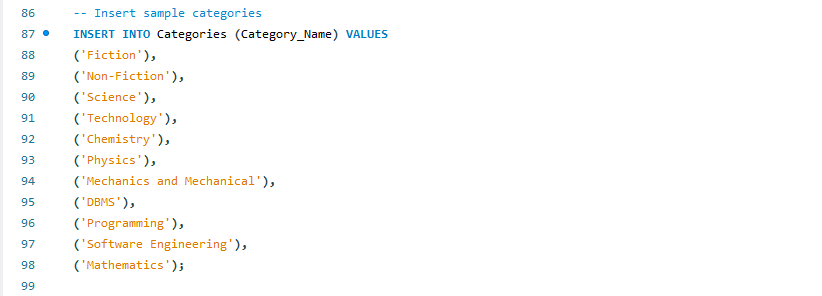 86 -- Insert sample categories
87 INSERT INTO Categories (Category_Name) VALUES
88 ('Fiction'),
89 ('Non-Fiction'),
90 ('Science'),
91 ('Technology'),
92 ('Chemistry'),
93 ('Physics'),
94 ('Mechanics and Mechanical'),
95 ('DBMS'),
96 ('Programming'),
97 ('Software Engineering'),
98 ('Mathematics');
99